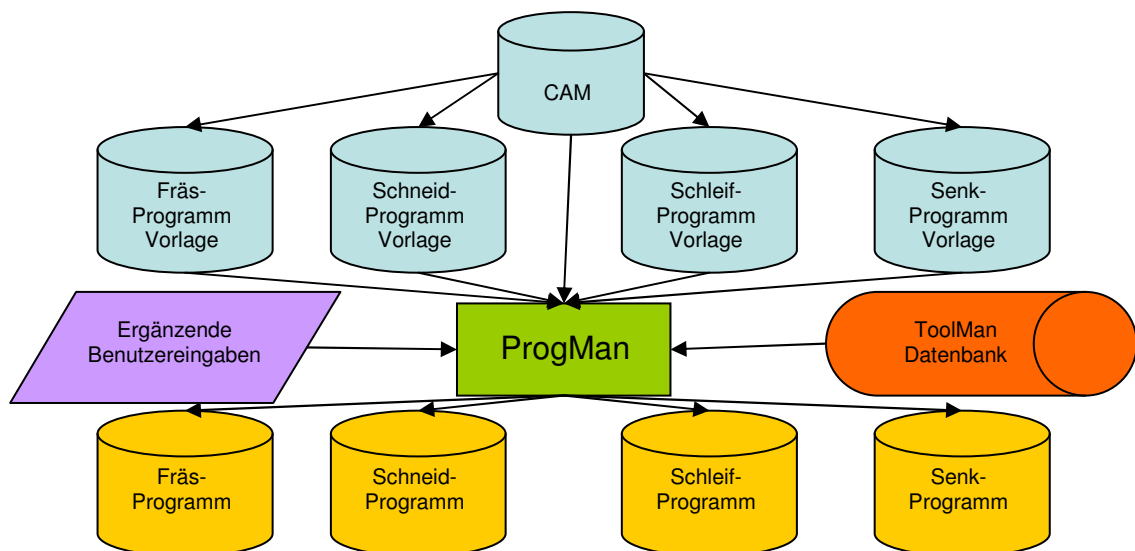 CAM
Fräs-
Programm
Vorlage
Schneid-
Programm
Vorlage
Schleif-
Programm
Vorlage
Senk-
Programm
Vorlage
Ergänzende
Benutzereingaben
ProgMan
ToolMan
Datenbank
Fräs-
Programm
Schneid-
Programm
Schleif-
Programm
Senk-
Programm